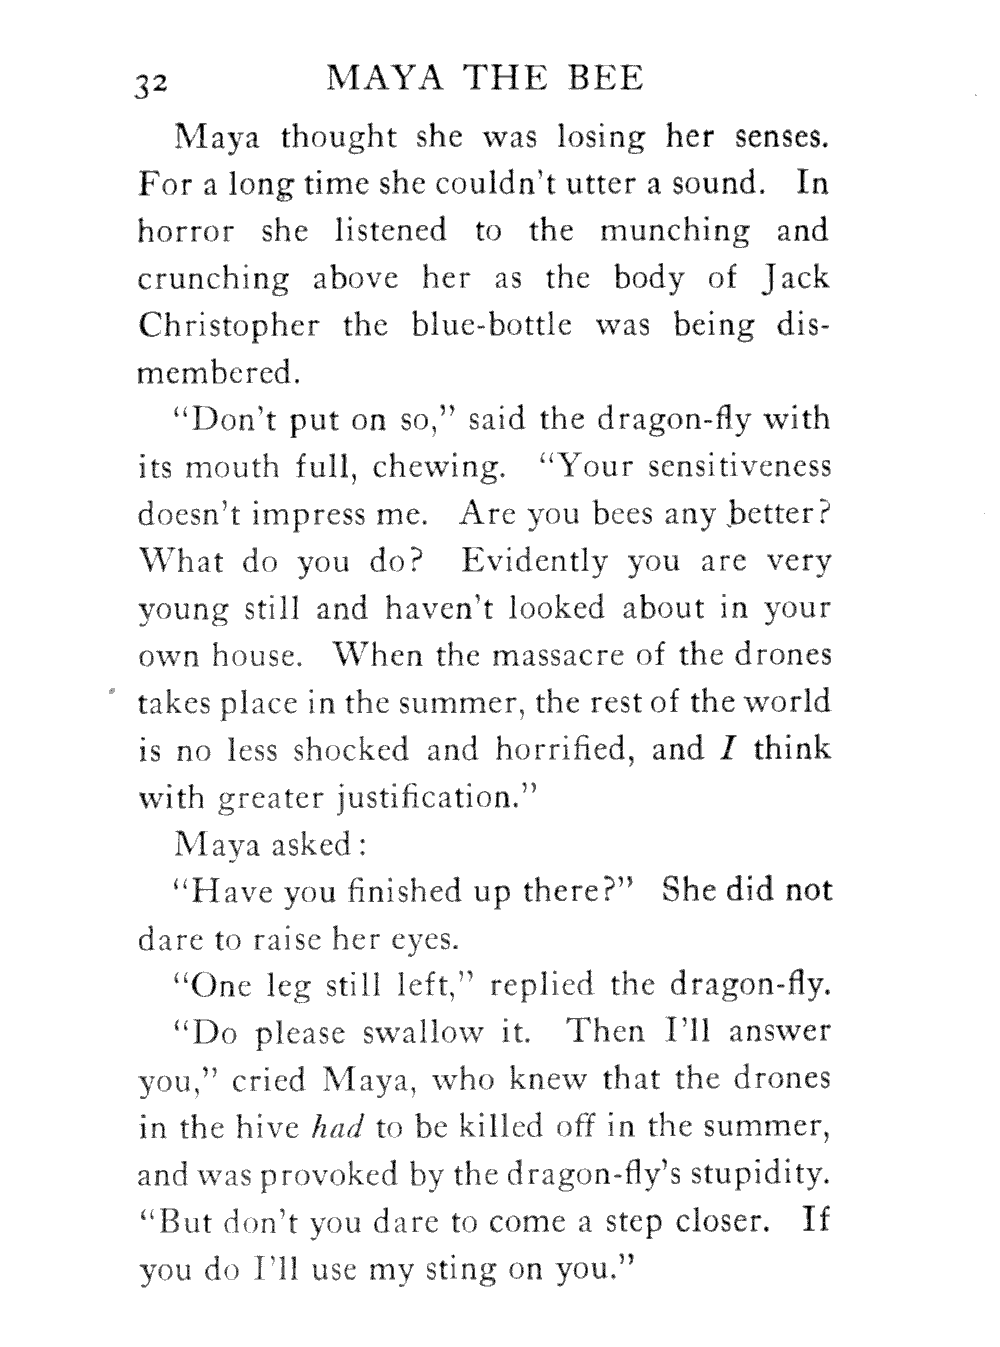 32 MAYA THE BEE
Maya thought she was losing her senses.
For a long time she couldn't utter a sound. In
horror she listened to the munching and
crunching above her as the body of Jack
Christopher the blue-bottle was being dis-
membered.
“Don't put on so,” said the dragon-fly with
its mouth full, chewing. “Your sensitiveness
doesn't impress me. Are you bees any better?
What do you do? Evidently you are very
young still and haven't looked about in your
own house. When the massacre of the drones
takes place in the summer, the rest of the world
is no less shocked and horrified, and I think
with greater justification.”
Maya asked:
“Have you finished up there?” She did not
dare to raise her eyes.
“One leg still left,” replied the dragon-fly.
“Do please swallow it. Then I'll answer
you,” cried Maya, who knew that the drones
in the hive had to be killed off in the summer,
and was provoked by the dragon-fly's stupidity.
“But don't you dare to come a step closer. If
you do I'll use my sting on you.”